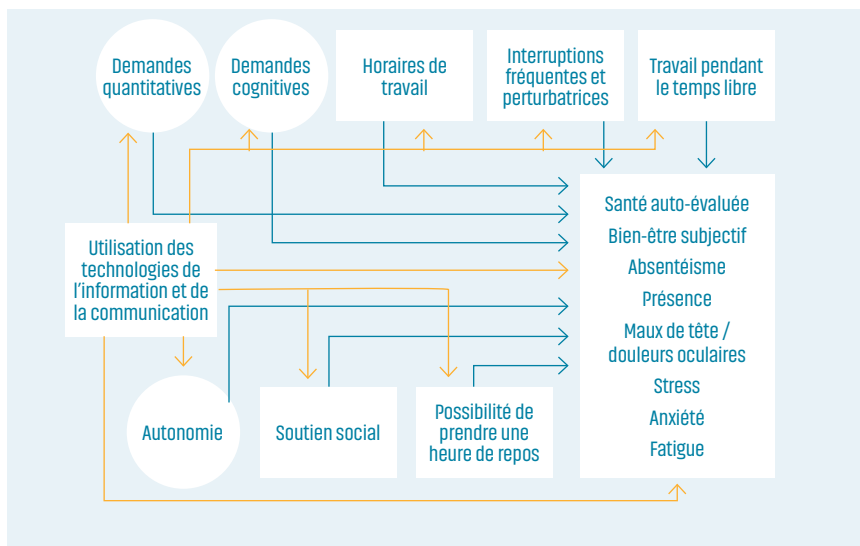 Demandes
quantitatives
Demandes
cognitives
Horaires de
travail
Interruptions
fréquentes et
perturbatrices
Travail pendant
le temps libre
Utilisation des
technologies de
l'information et de
la communication
Santé auto-évaluée
Bien-être subjectif
Absentéisme
Présence
Maux de tête /
douleurs oculaires
Stress
Anxiété
Fatigue
Autonomie
Soutien social
Possibilité de
prendre une
heure de repos